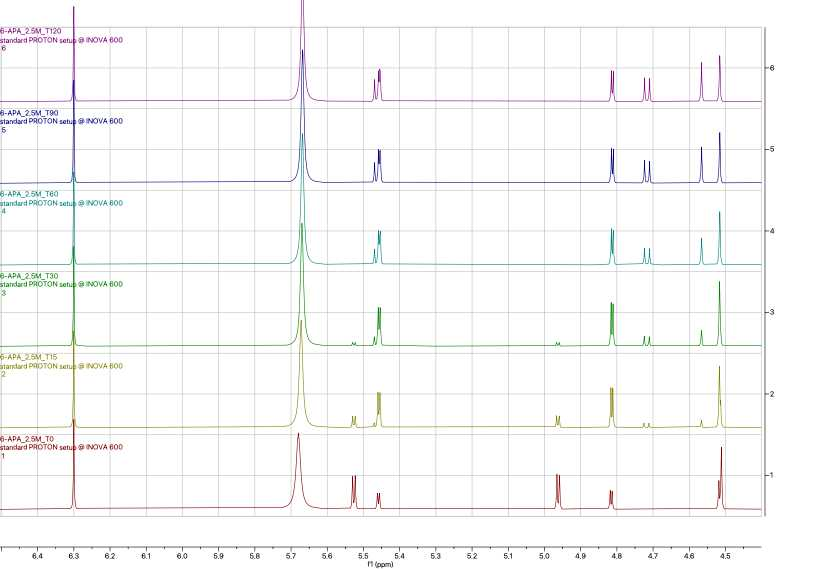 6-APA_2.5M_T120
standard PROTON setup @ INOVA 600
6
6
6-APA_2.5M_T90
standard PROTON setup @ INOVA 600
5
5
6-APA_2.5M_T60
standard PROTON setup @ INOVA 600
4
4
6-APA_2.5M_T30
standard PROTON setup @ INOVA 600
3
3
6-APA_2.5M_T15
standard PROTON setup @ INOVA 600
2
2
6-APA_2.5M_T0
standard PROTON setup @ INOVA 600
1
1
6.4 6.3 6.2 6.1 6.0 5.9 5.8 5.7 5.6 5.5 5.4 5.3 5.2 5.1 5.0 4.9 4.8 4.7 4.6 4.5
f1 (ppm)